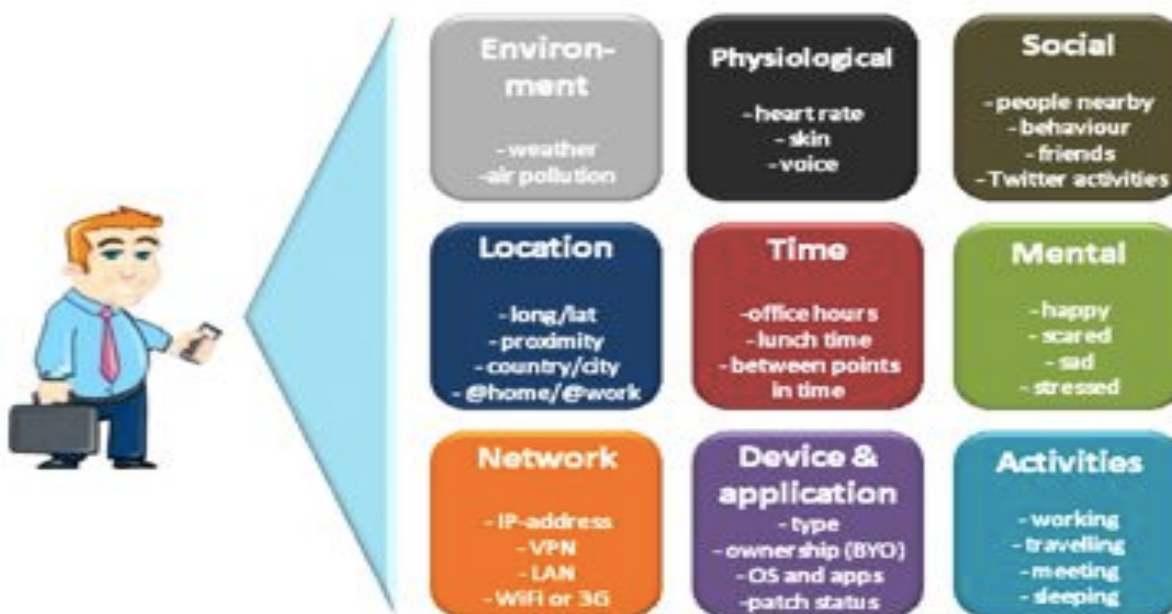 Environ-
ment
- weather
-air pollution
Physiological
- heart rate
- skin
- voice
Social
- people nearby
- behaviour
- friends
- Twitter activities
Location
- long/lat
- proximity
- country/city
- @home/@work
Time
-office hours
- lunch time
- between points
in time
Mental
- happy
- scared
- sad
- stressed
Network
- IP-address
- VPN
- LAN
- WiFi or 3G
Device &
application
- type
- ownership (BYO)
- OS and apps
-patch status
Activities
- working
- travelling
- meeting
- sleeping